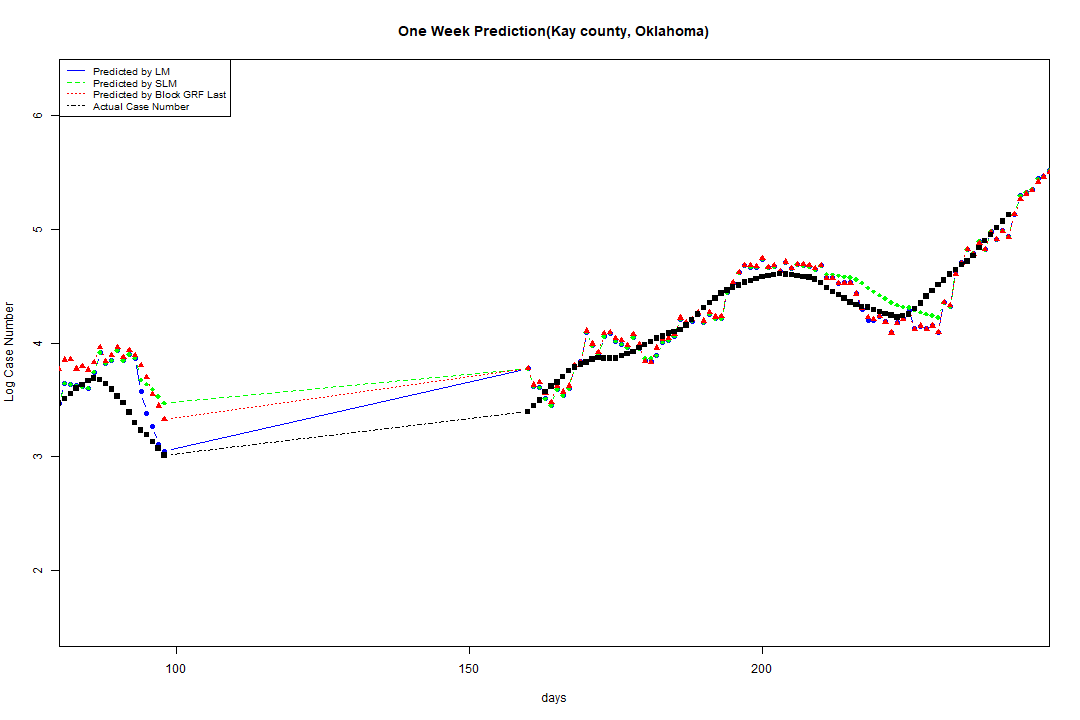 One Week Prediction(Kay county, Oklahoma)
Predicted by LM
Predicted by SLM
Predicted by Block GRF Last
Actual Case Number
6
5
4
3
2
Log Case Number
100 150 200
days